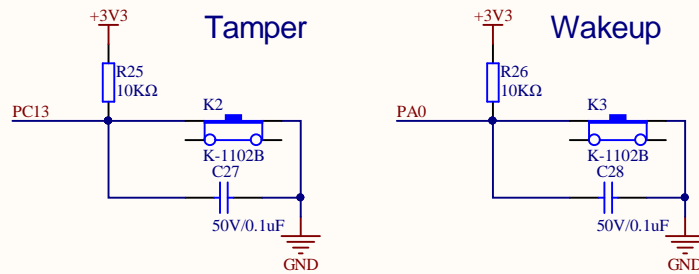 +3V3
Tamper
R25
10KΩ
K2
PC13
K-1102B
C27
50V/0.1uF
GND
+3V3
Wakeup
R26
10KΩ
K3
PA0
K-1102B
C28
50V/0.1uF
GND